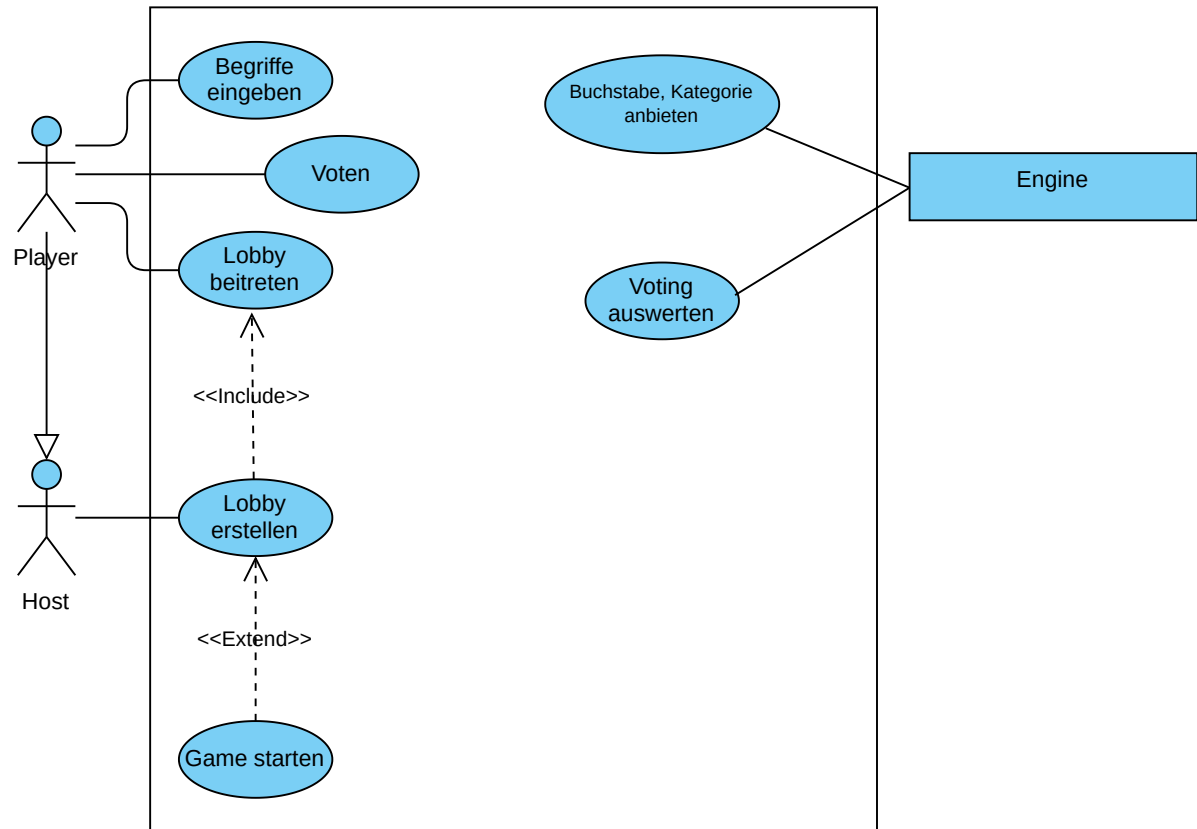 Begriffe
eingeben
Buchstabe, Kategorie
anbieten
Voten
Engine
Player
Lobby
beitreten
Voting
auswerten
<<Include>>
Lobby
erstellen
Host
<<Extend>>
Game starten